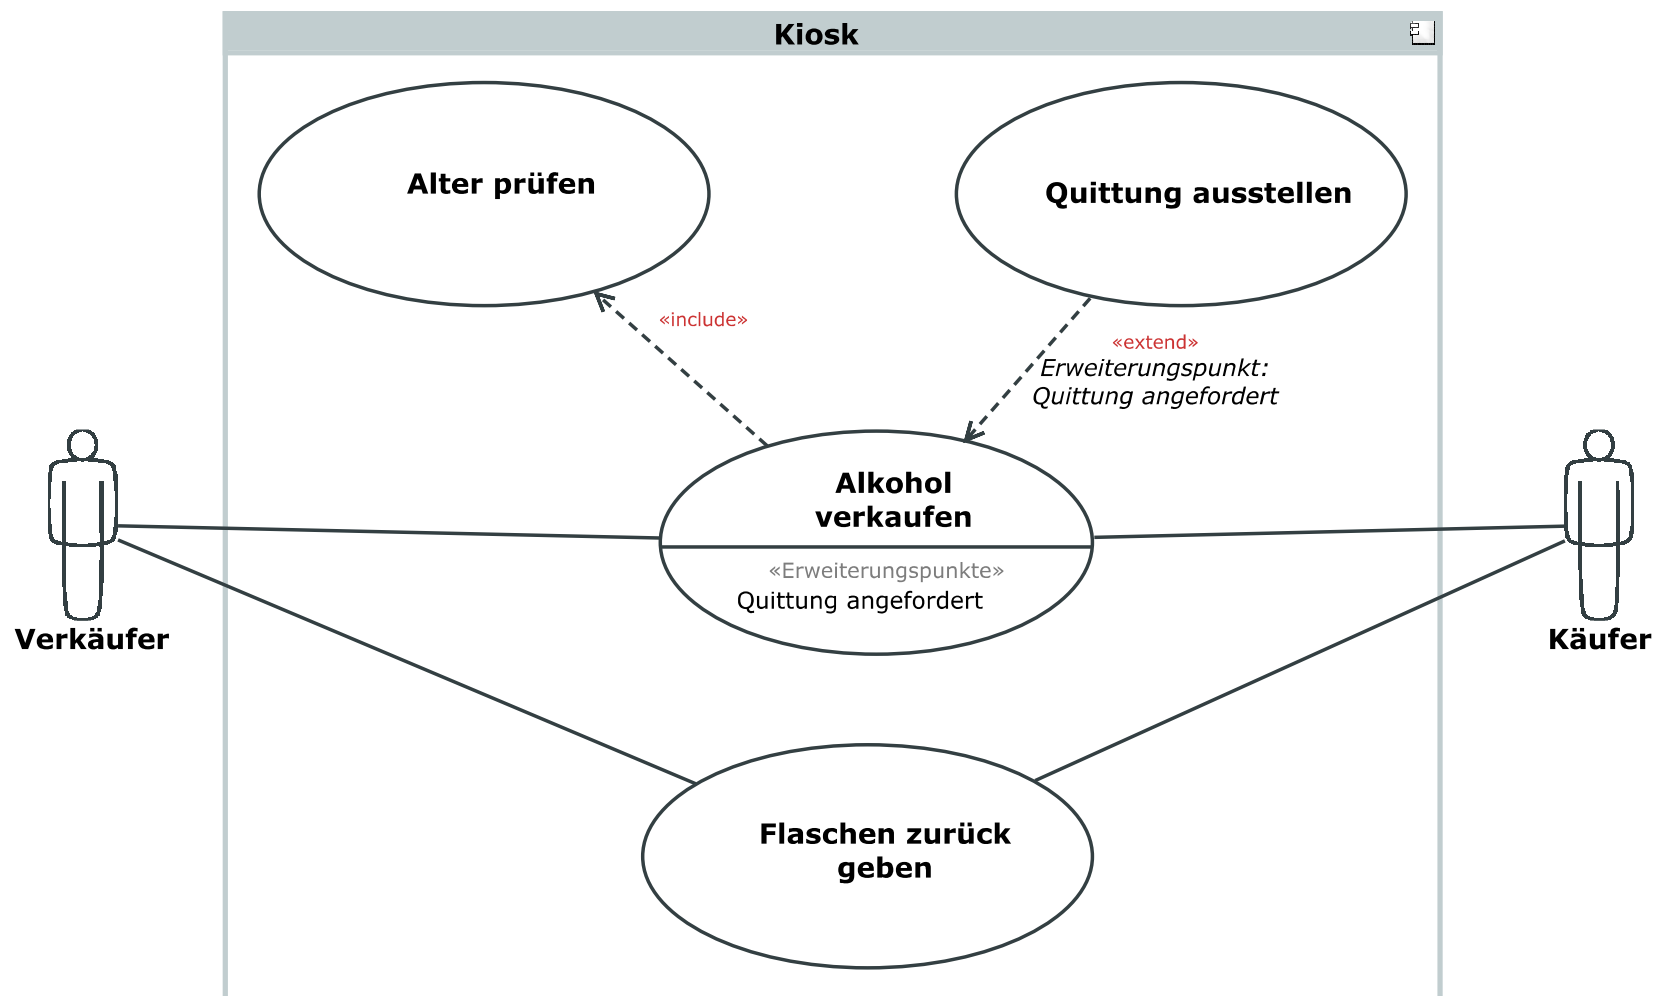 Kiosk
Alter prüfen
Quittung ausstellen
«include»
«extend»
Erweiterungspunkt:
Quittung angefordert
Alkohol
verkaufen
«Erweiterungspunkte»
Quittung angefordert
Verkäufer
Käufer
Flaschen zurück
geben